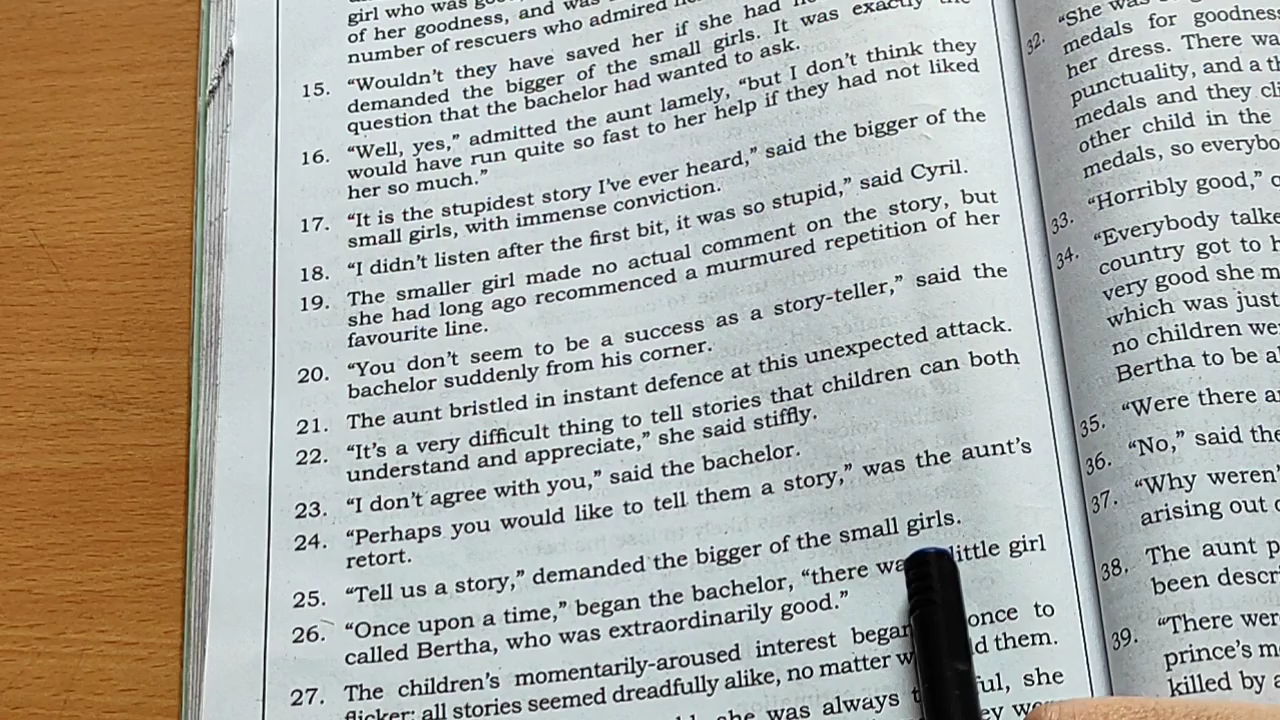 girl who was
of her goodness, and was
number of rescuers who admired
15. “Wouldn’t they have saved her if she had
demanded the bigger of the small girls. It was exactly the
question that the bachelor had wanted to ask.
16. “Well, yes,” admitted the aunt lamely, “but I don’t think they
would have run quite so fast to her help if they had not liked
her so much.”
17. “It is the stupidest story I’ve ever heard,” said the bigger of the
small girls, with immense conviction.
18. “I didn’t listen after the first bit, it was so stupid,” said Cyril.
19. The smaller girl made no actual comment on the story, but
she had long ago recommenced a murmured repetition of her
favourite line.
20. “You don’t seem to be a success as a story-teller,” said the
bachelor suddenly from his corner.
21. The aunt bristled in instant defence at this unexpected attack.
22. “It’s a very difficult thing to tell stories that children can both
understand and appreciate,” she said stiffly.
23. “I don’t agree with you,” said the bachelor.
24. “Perhaps you would like to tell them a story,” was the aunt’s
retort.
25. “Tell us a story,” demanded the bigger of the small girls.
26. “Once upon a time,” began the bachelor, “there was little girl
called Bertha, who was extraordinarily good.”
27. The children’s momentarily-aroused interest began once to
flicker; all stories seemed dreadfully alike, no matter them.
she was always she
32. “She was
medals for goodness
her dress. There
punctuality, and a
medals and they
other child in the
medals, so
33. “Horribly good,”
34. “Everybody
country got to
very good she
which was just
no children
Bertha to be
35. “Were there
36. “No,” said the
37. “Why
arising out
38. The aunt
been
39. “There
prince’s
killed by